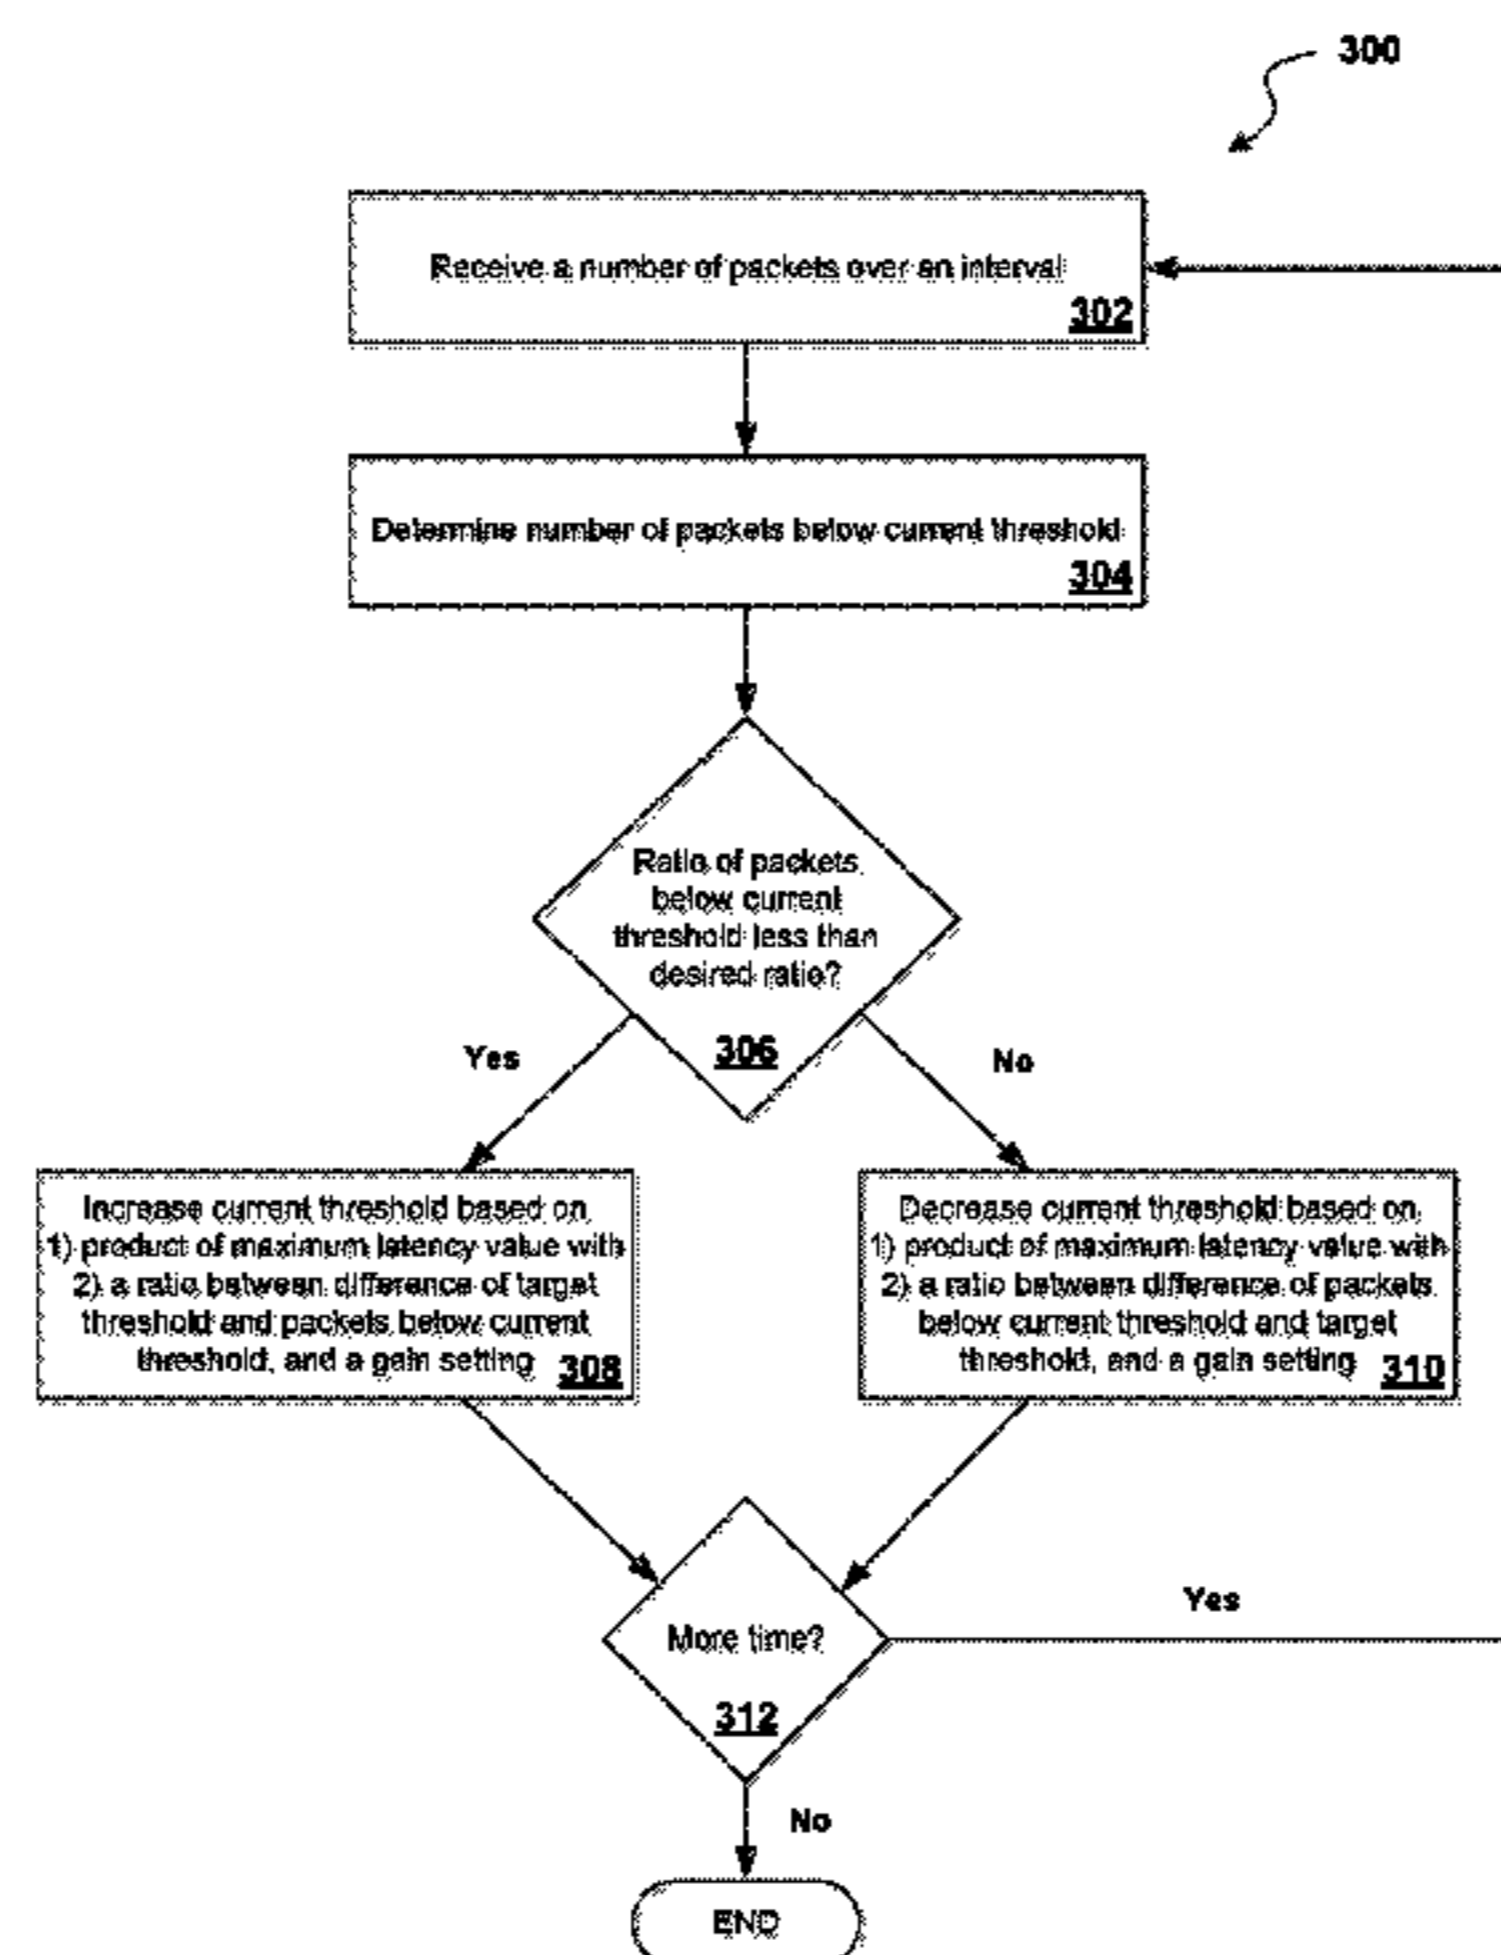 300
Receive a number of packets over an interval
302
Determine number of packets below current threshold
304
Ratio of packets
below current
threshold less than
desired ratio?
306
Yes
No
Increase current threshold based on
1) product of maximum latency value with
2) a ratio between difference of target
threshold and packets below current
threshold, and a gain setting
308
Decrease current threshold based on
1) product of maximum latency value with
2) a ratio between difference of packets
below current threshold and target
threshold, and a gain setting
310
More time?
312
Yes
No
END